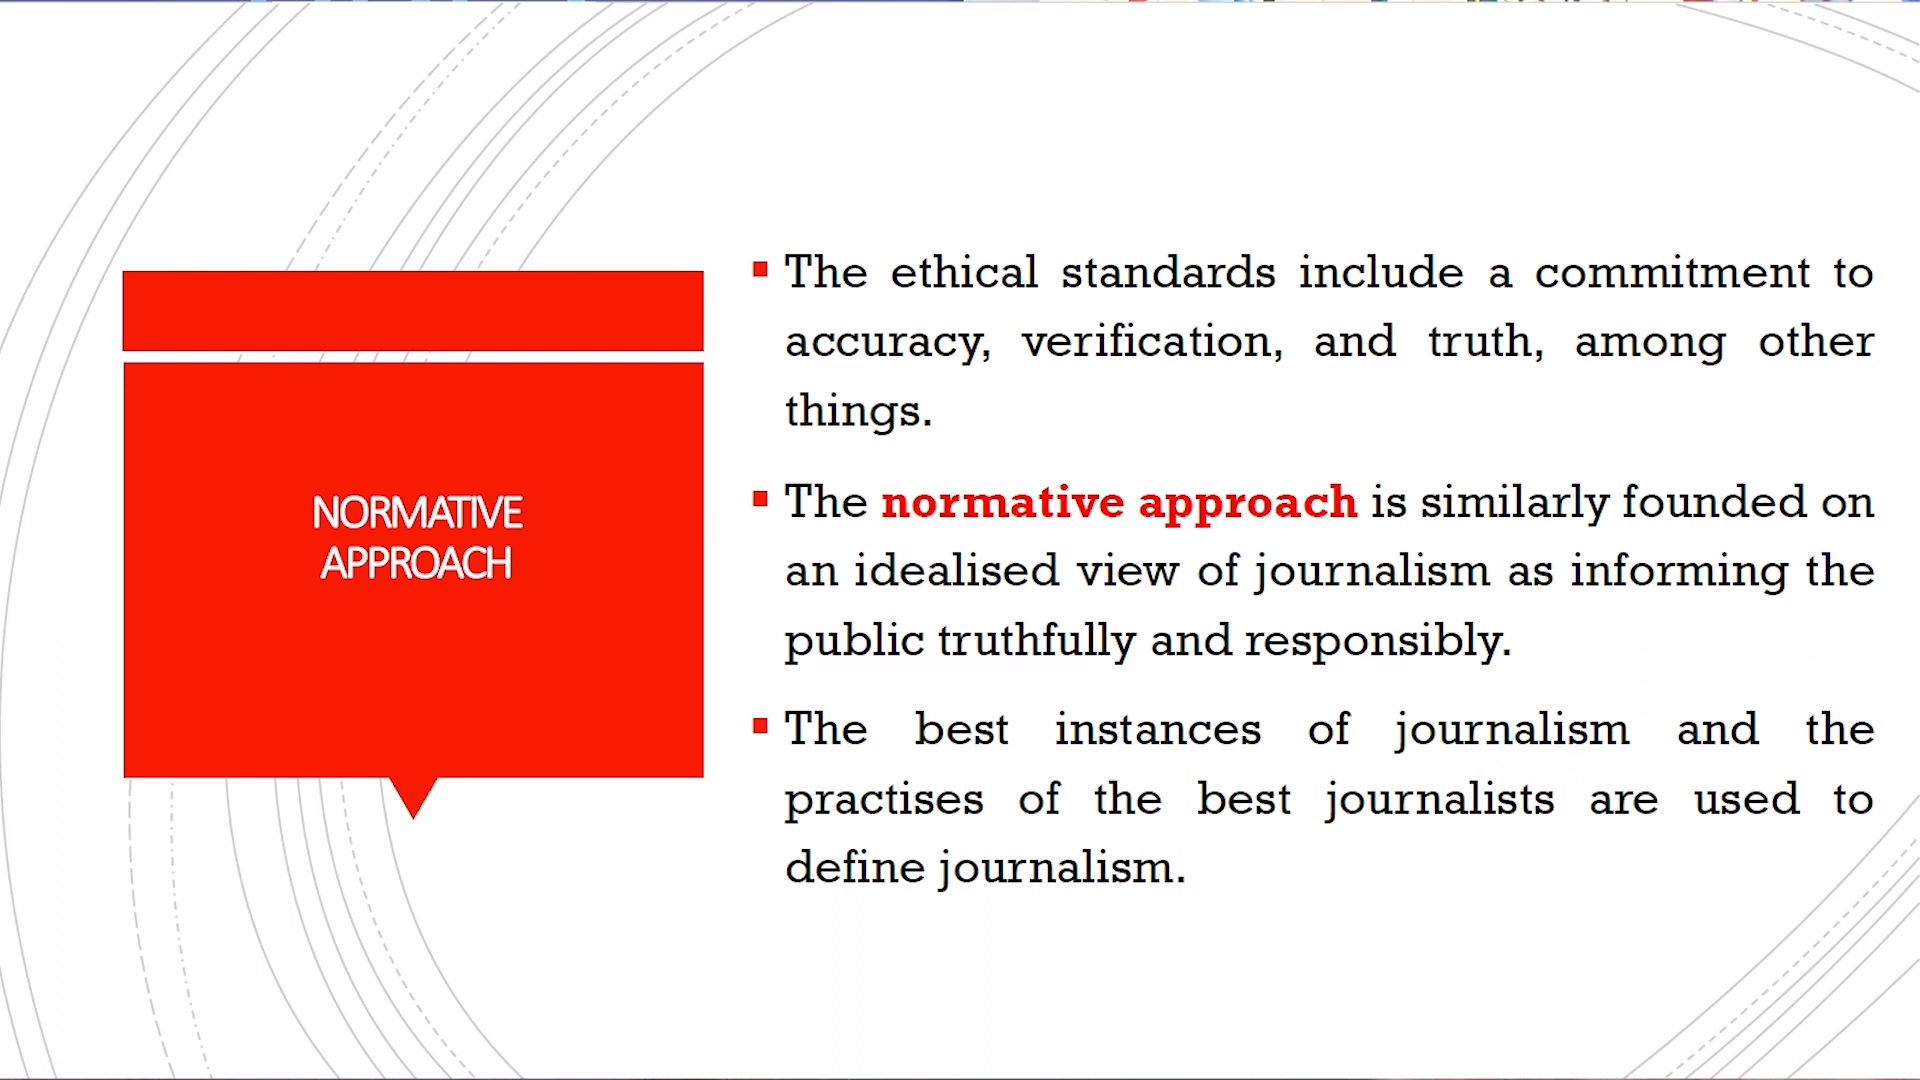 NORMATIVE
APPROACH
The ethical standards include a commitment to
accuracy, verification, and truth, among other
things.
The normative approach is similarly founded on
an idealised view of journalism as informing the
public truthfully and responsibly.
The best instances of journalism and the
practises of the best journalists are used to
define journalism.